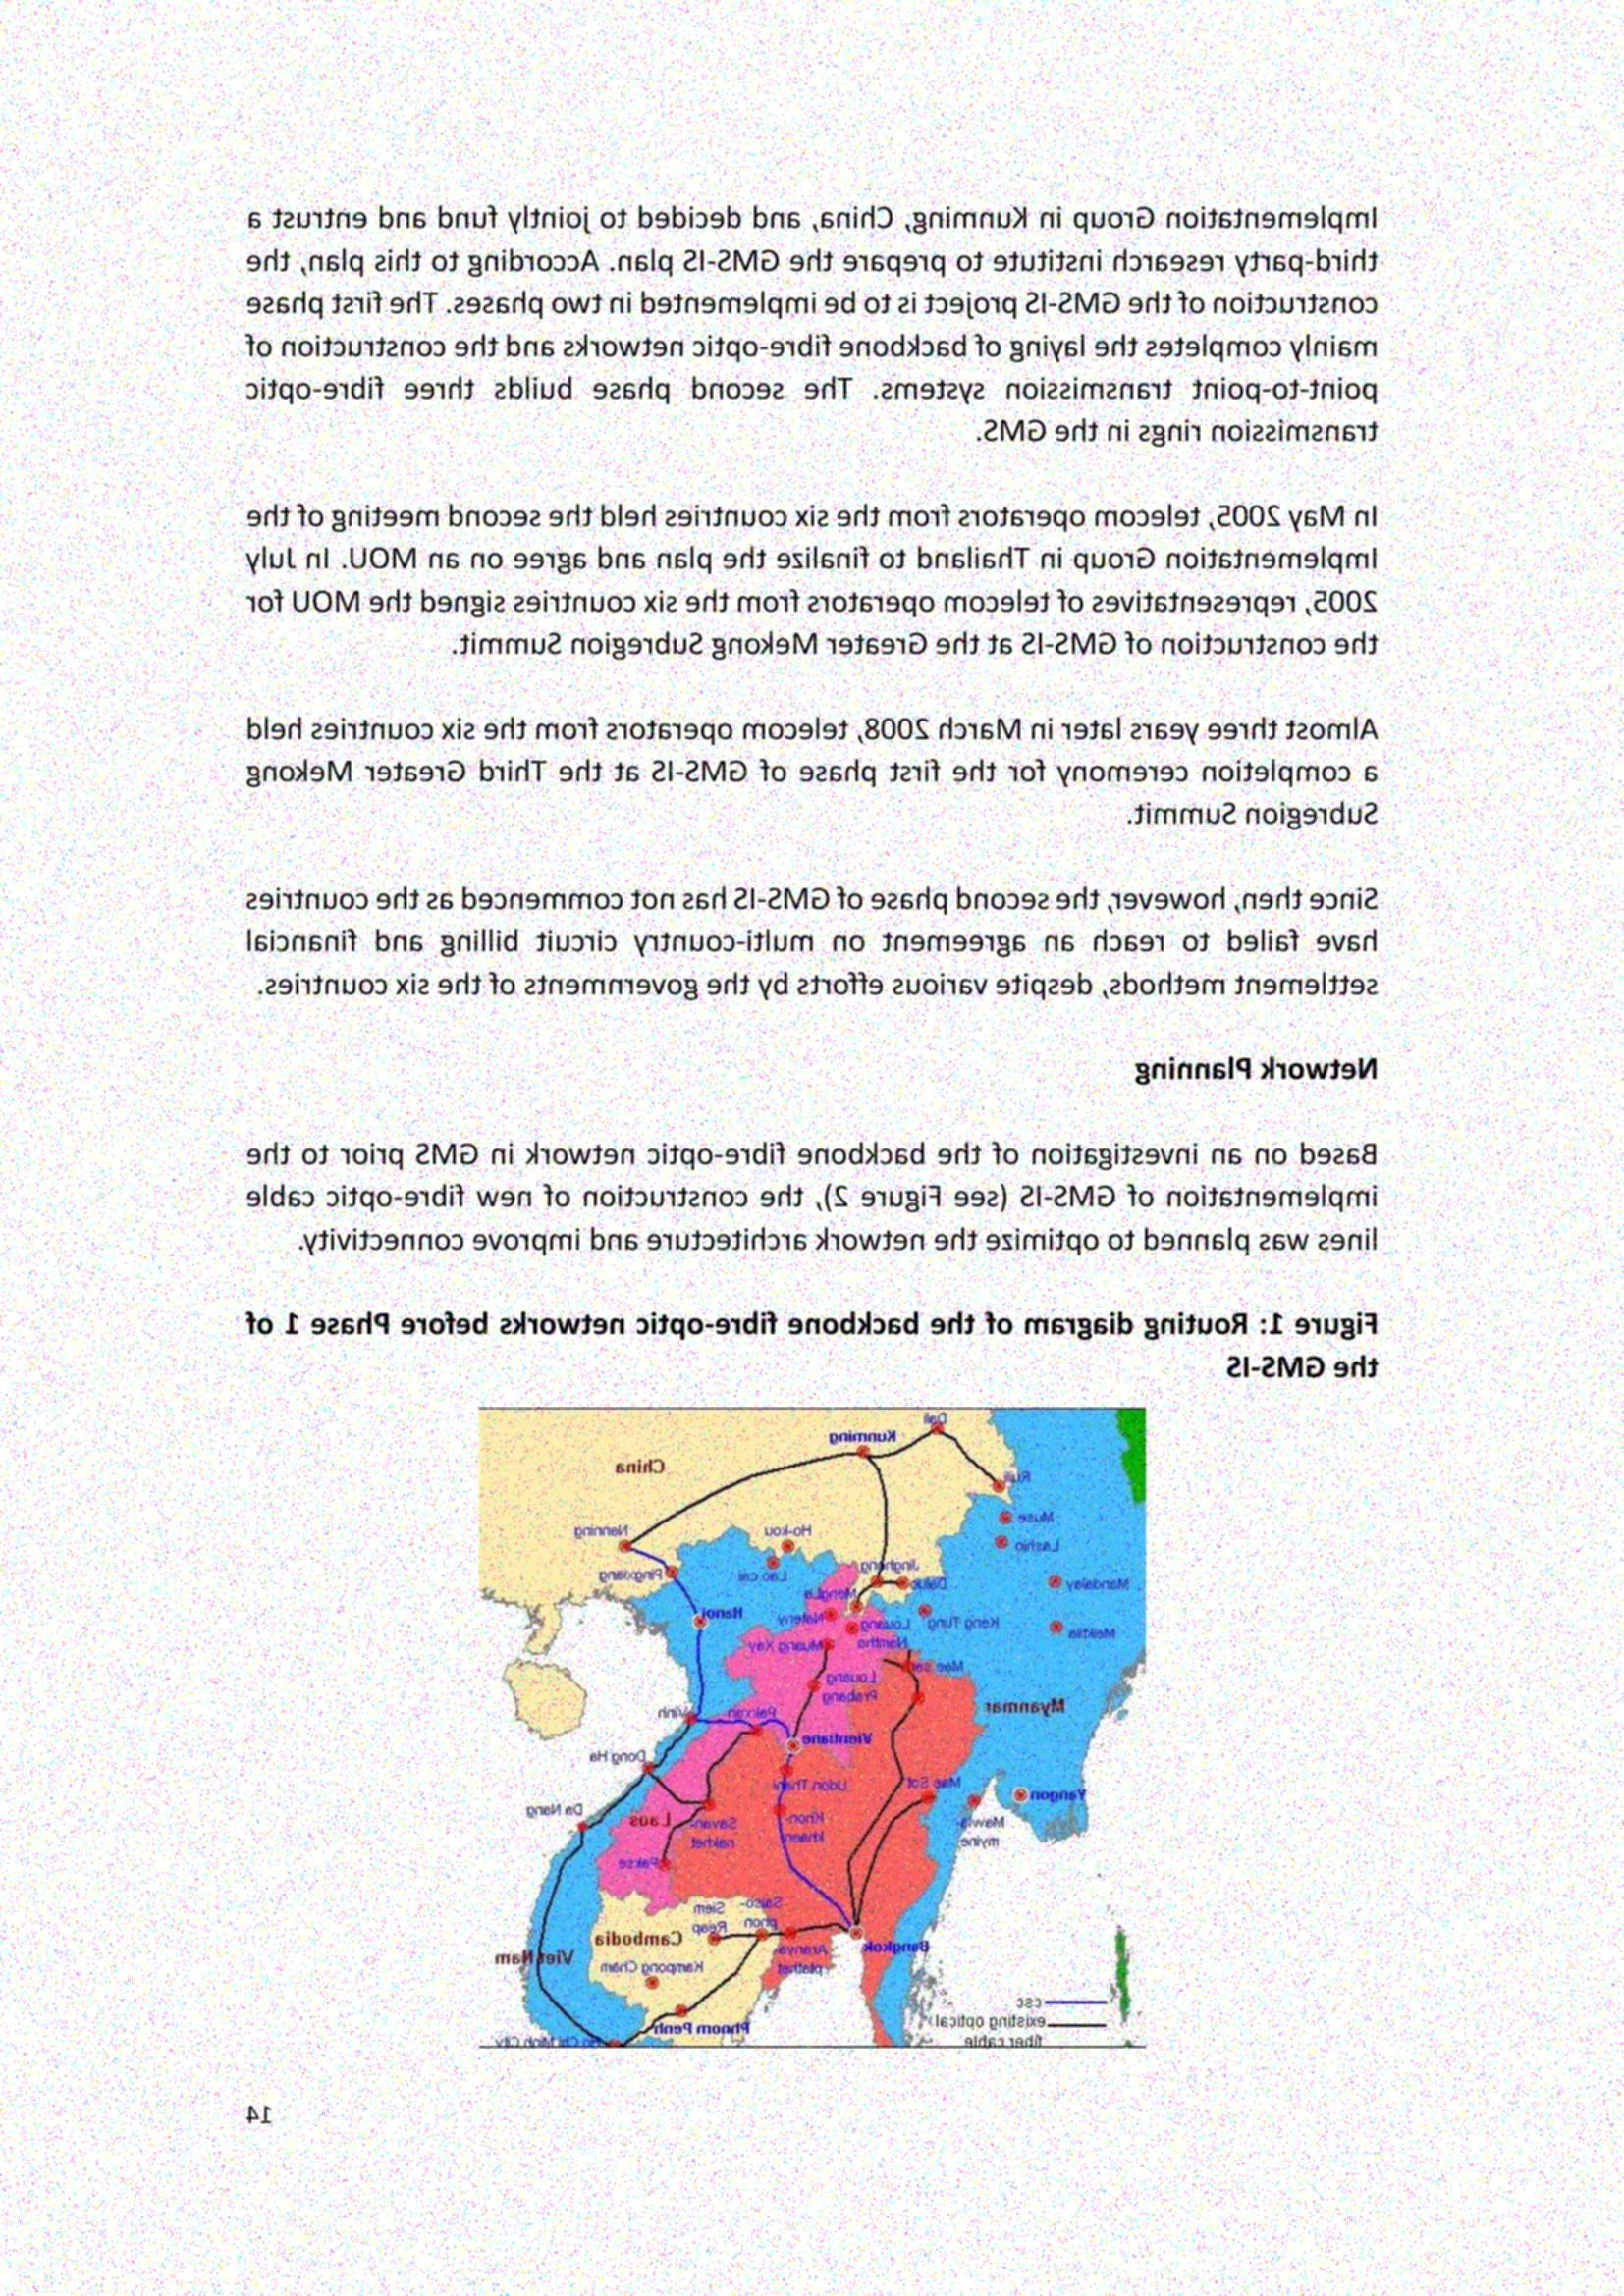 Implementation Group in Kunming, China, and decided to jointly fund and entrust a
third-party research institute to prepare the GMS-IS plan. According to this plan, the
construction of the GMS-IS project is to be implemented in two phases. The first phase
mainly completes the laying of backbone fibre-optic networks and the construction of
point-to-point transmission systems. The second phase builds three fibre-optic
transmission rings in the GMS.
In May 2005, telecom operators from the six countries held the second meeting of the
Implementation Group in Thailand to finalize the plan and agree on an MOU. In July
2005, representatives of telecom operators from the six countries signed the MOU for
the construction of GMS-IS at the Greater Mekong Subregion Summit.
Almost three years later in March 2008, telecom operators from the six countries held
a completion ceremony for the first phase of GMS-IS at the Third Greater Mekong
Subregion Summit.
Since then, however, the second phase of GMS-IS has not commenced as the countries
have failed to reach an agreement on multi-country circuit billing and financial
settlement methods, despite various efforts by the governments of the six countries.
Network Planning
Based on an investigation of the backbone fibre-optic network in GMS prior to the
implementation of GMS-IS (see Figure 2), the construction of new fibre-optic cable
lines was planned to optimize the network architecture and improve connectivity.
Figure 1: Routing diagram of the backbone fibre-optic networks before Phase 1 of
the GMS-IS
Dali
Kunming
China
Ruili
Muse
Lashio
Nanning
Ho-kou
Lao cai
Pingxiang
Jinghong
Daluo
Mandalay
MengLa
Hanoi
Nateny
Louang
Namtha
Keng Tung
Meiktila
Muang Xay
Mae sai
Louang
Prabang
Myanmar
Vinh
Pakxan
Vientiane
Dong Ha
Udon Thani
Mae Sot
Yangon
Da Nang
Laos
Savan-
nakhet
Khon-
khaen
Mawla-
myine
Pakse
Siem
Reap
Saiso-
phon
Cambodia
Aranya-
prathet
Bangkok
Viet Nam
Kampong Cham
Phnom Penh
Ho Chi Minh City
CSC
existing optical
fiber cable
14